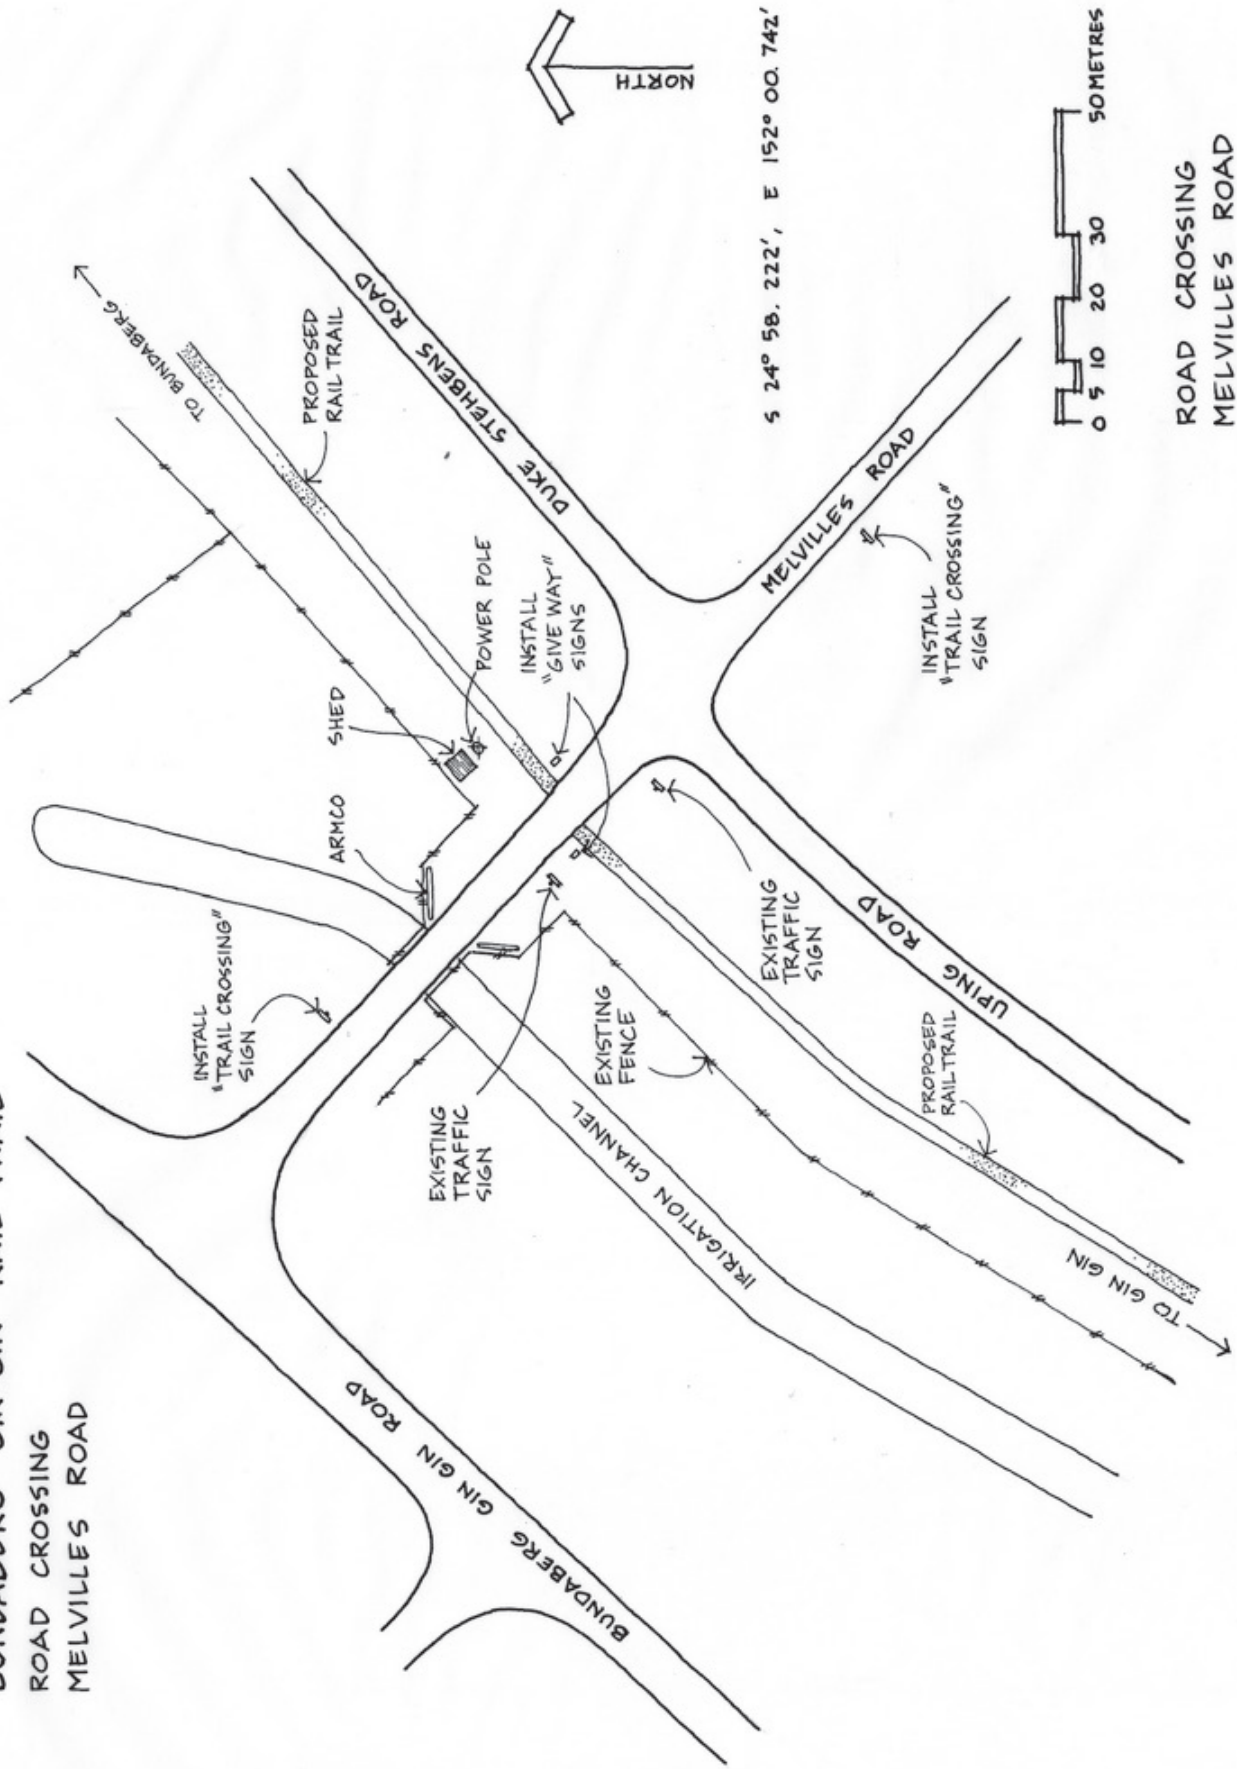 ROAD CROSSING
MELVILLES ROAD
TO BUNDABERG
PROPOSED
RAIL TRAIL
DUKE STEHBENS ROAD
NORTH
SHED
POWER POLE
INSTALL
"GIVE WAY"
SIGNS
ARMCO
INSTALL
"TRAIL CROSSING"
SIGN
S 24° 58. 222', E 152° 00. 742'
MELVILLES ROAD
INSTALL
"TRAIL CROSSING"
SIGN
EXISTING
TRAFFIC
SIGN
EXISTING
TRAFFIC
SIGN
EXISTING
FENCE
UPING ROAD
IRRIGATION CHANNEL
PROPOSED
RAIL TRAIL
TO GIN GIN
BUNDABERG GIN GIN ROAD
0 5 10 20 30 50 METRES
ROAD CROSSING
MELVILLES ROAD